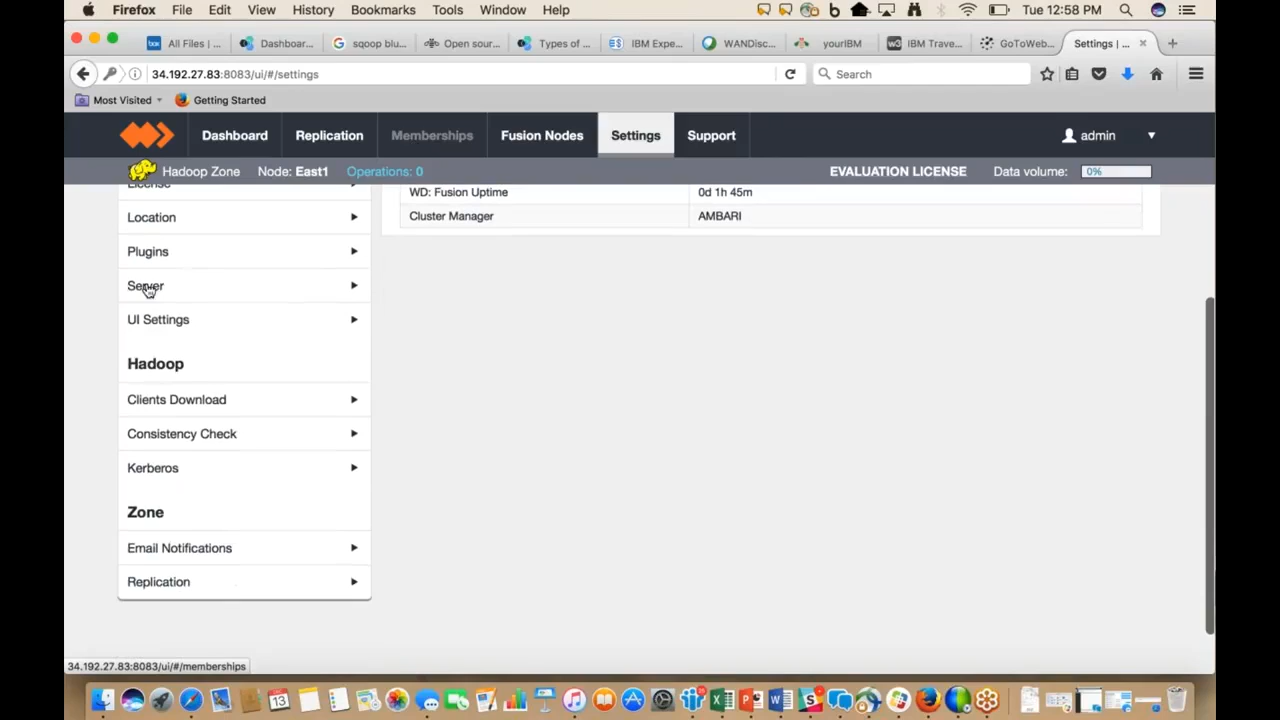 Firefox File Edit View History Bookmarks Tools Window Help Tue 12:58 PM
All Files | ... Dashboar... sqoop blu... Open sour... Types of ... IBM Expe... WANDisc... yourIBM IBM Trave... GoToWeb... Settings | ...
34.192.27.83:8083/ui/#/settings Search
Most Visited Getting Started
Dashboard Replication Memberships Fusion Nodes Settings Support admin
Hadoop Zone Node: East1 Operations: 0 EVALUATION LICENSE Data volume: 0%
License
WD: Fusion Uptime 0d 1h 45m
Location
Cluster Manager AMBARI
Plugins
Server
UI Settings
Hadoop
Clients Download
Consistency Check
Kerberos
Zone
Email Notifications
Replication
34.192.27.83:8083/ui/#/memberships